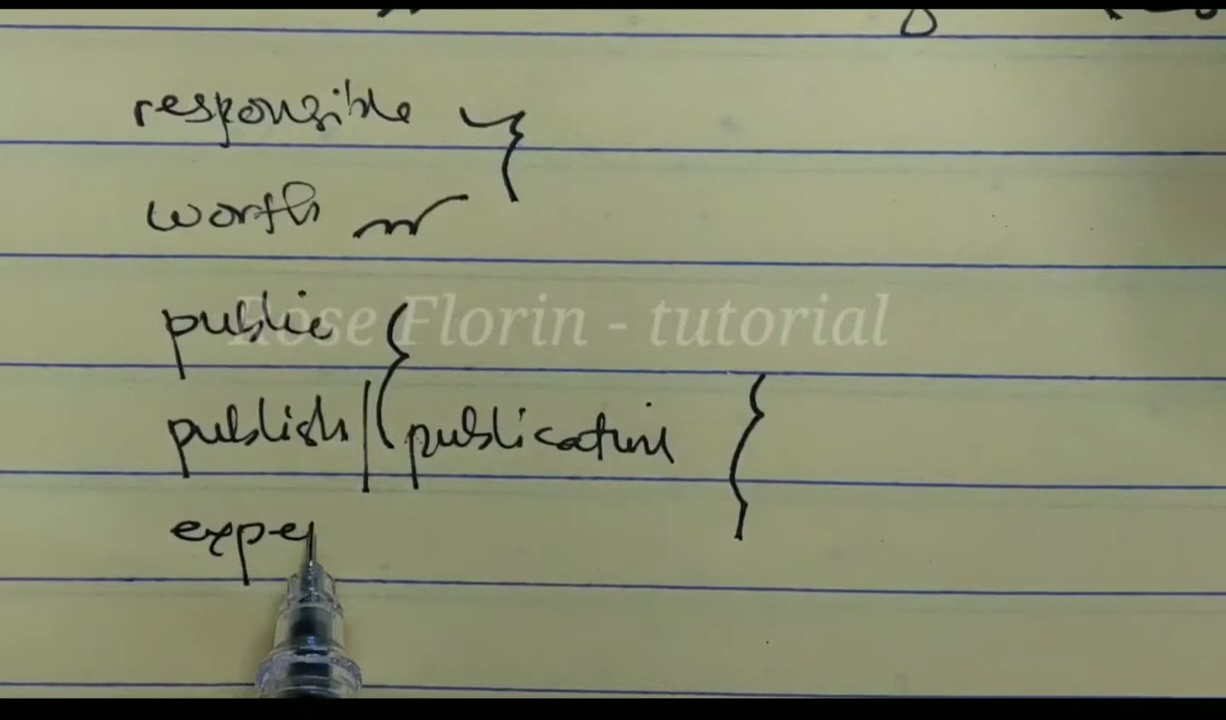 responsible
worth
public
Rose Florin - tutorial
publish publication
expe